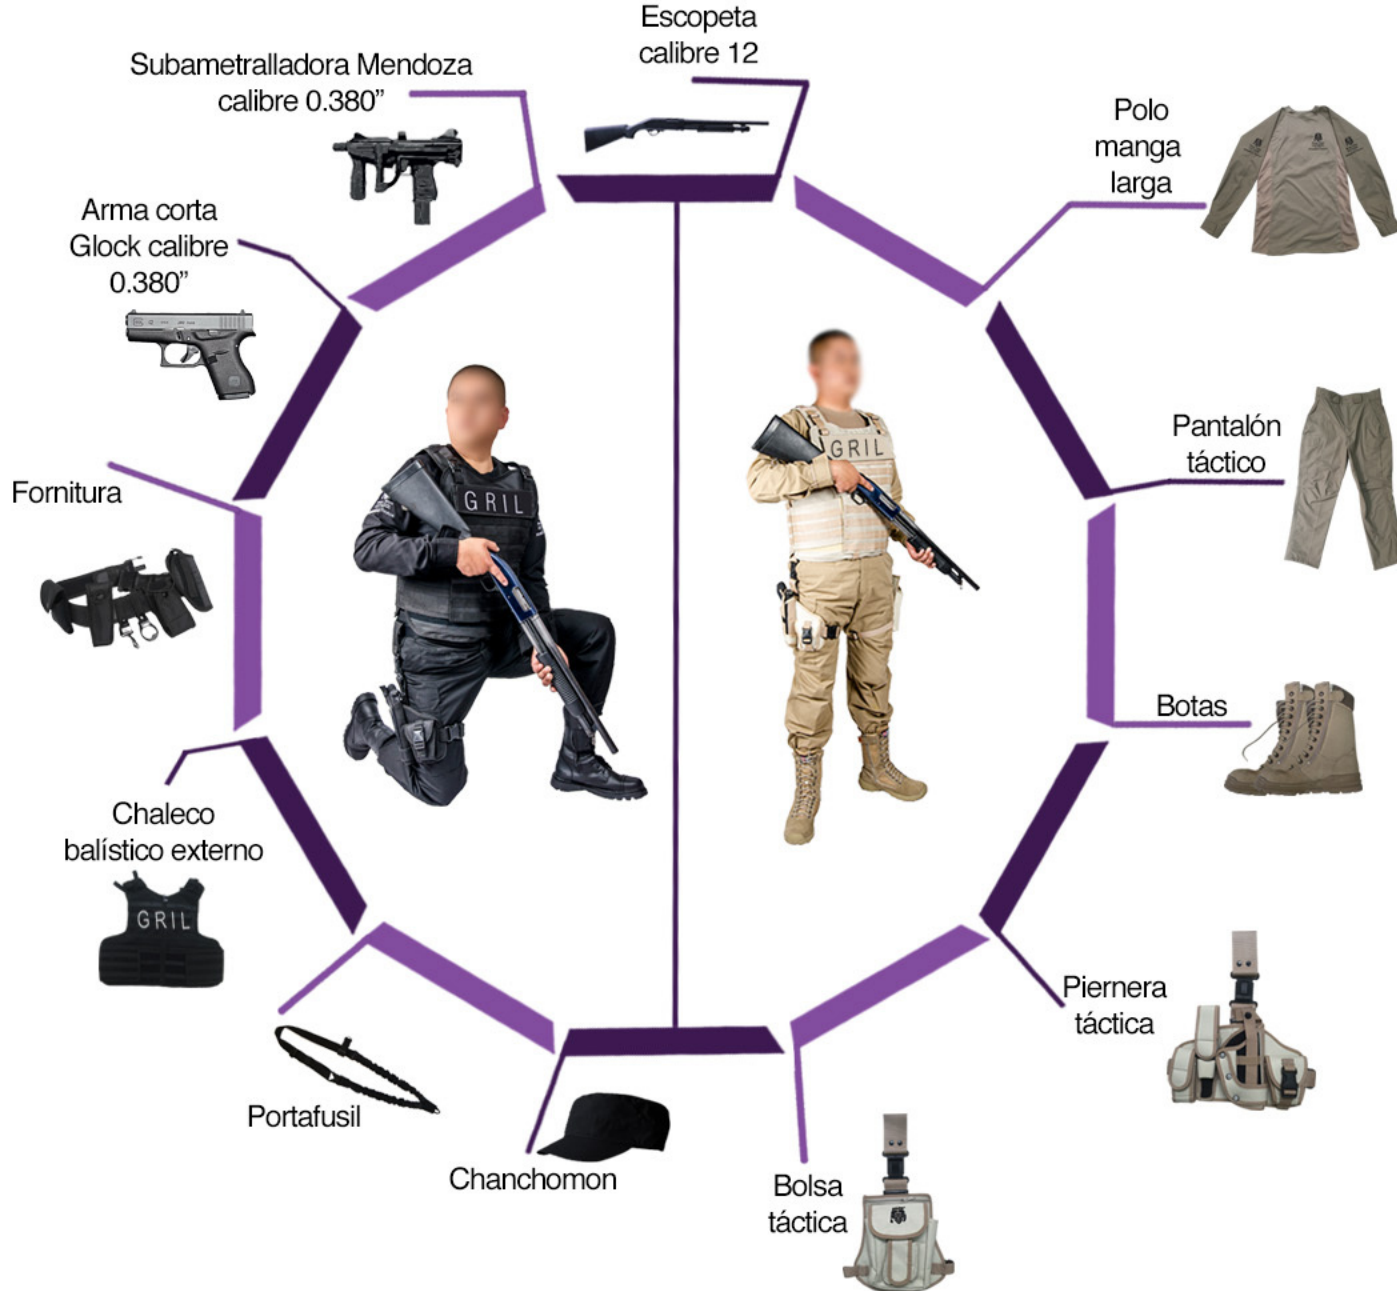 Escopeta
calibre 12
Subametralladora Mendoza
calibre 0.380”
Polo
manga
larga
Arma corta
Glock calibre
0.380”
Pantalón
táctico
Fornitura
GRIL
GRIL
Botas
Chaleco
balístico externo
GRIL
Piernera
táctica
Portafusil
Chanchomon
Bolsa
táctica